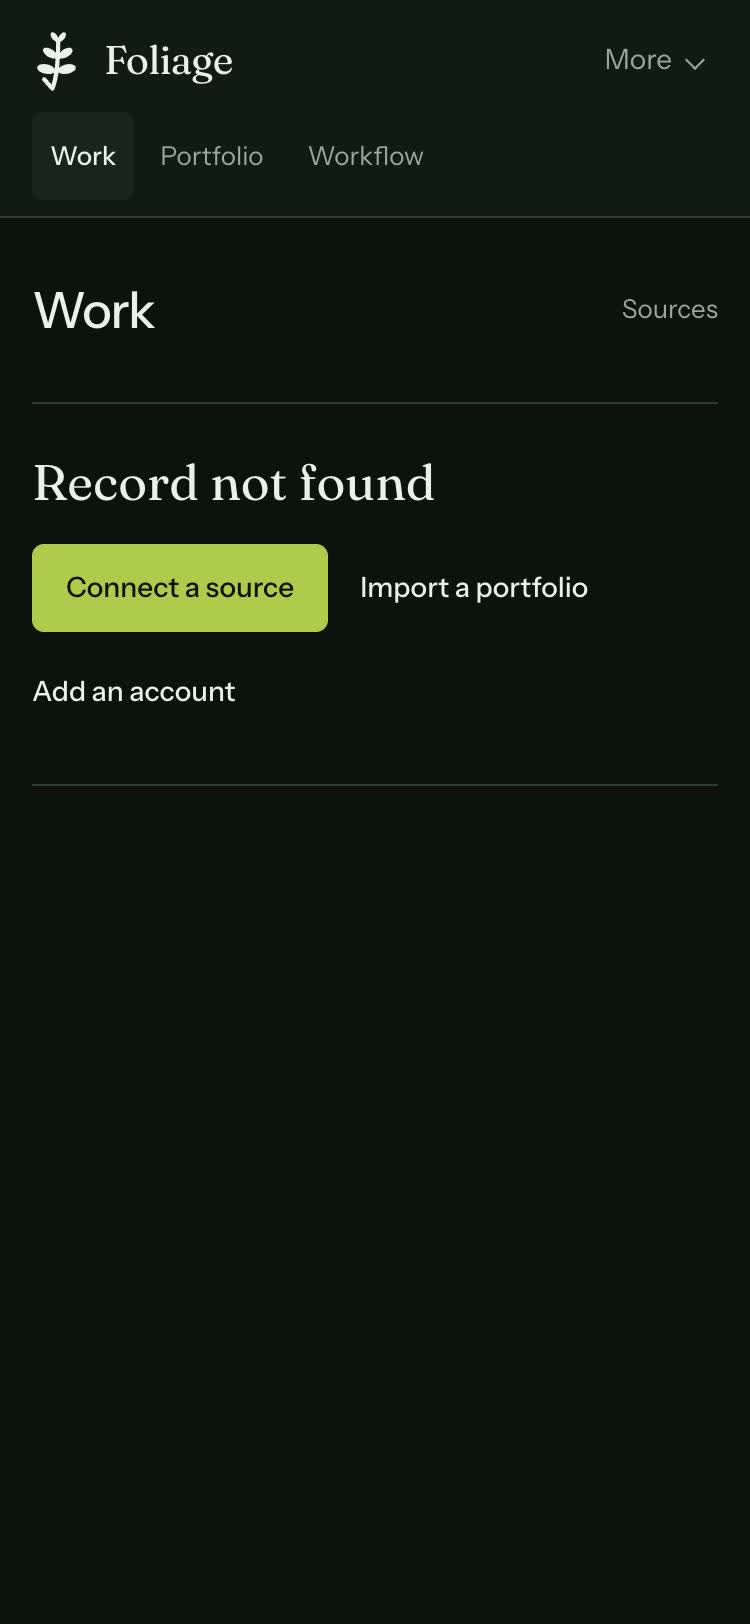 Foliage
More
Work
Portfolio
Workflow
Work
Sources
Record not found
Connect a source
Import a portfolio
Add an account